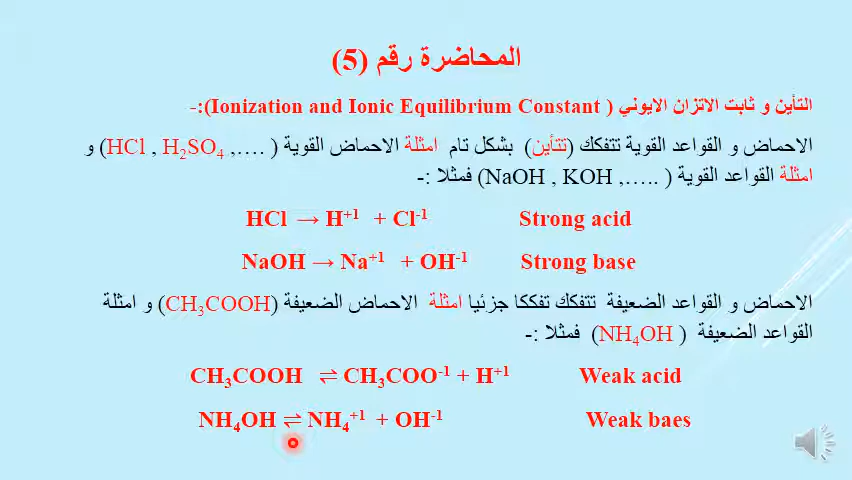 المحاضرة رقم (5)
التأين و ثابت الاتزان الايوني ( Ionization and Ionic Equilibrium Constant):-
الاحماض و القواعد القوية تتفكك (تتأين) بشكل تام امثلة الاحماض القوية ( ...., HCl , H₂SO₄) و
امثلة القواعد القوية ( ....., NaOH , KOH) فمثلا :-
HCl → H⁺¹ + Cl⁻¹ Strong acid
NaOH → Na⁺¹ + OH⁻¹ Strong base
الاحماض و القواعد الضعيفة تتفكك تفككا جزئيا امثلة الاحماض الضعيفة (CH₃COOH) و امثلة
القواعد الضعيفة ( NH₄OH) فمثلا :-
CH₃COOH ⇌ CH₃COO⁻¹ + H⁺¹ Weak acid
NH₄OH ⇌ NH₄⁺¹ + OH⁻¹ Weak baes